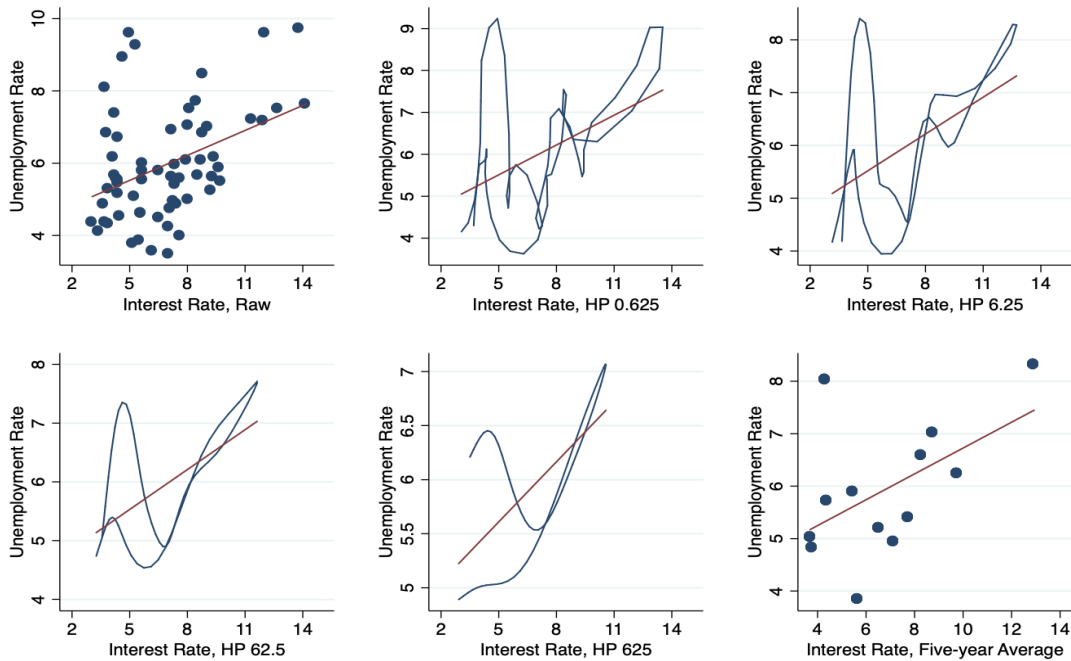 Unemployment Rate
10
8
6
4
2 5 8 11 14
Interest Rate, Raw
Unemployment Rate
9
8
7
6
5
4
2 5 8 11 14
Interest Rate, HP 0.625
Unemployment Rate
8
7
6
5
4
2 5 8 11 14
Interest Rate, HP 6.25
Unemployment Rate
8
7
6
5
4
2 5 8 11 14
Interest Rate, HP 62.5
Unemployment Rate
7
6.5
6
5.5
5
2 5 8 11 14
Interest Rate, HP 625
Unemployment Rate
8
7
6
5
4
4 6 8 10 12 14
Interest Rate, Five-year Average